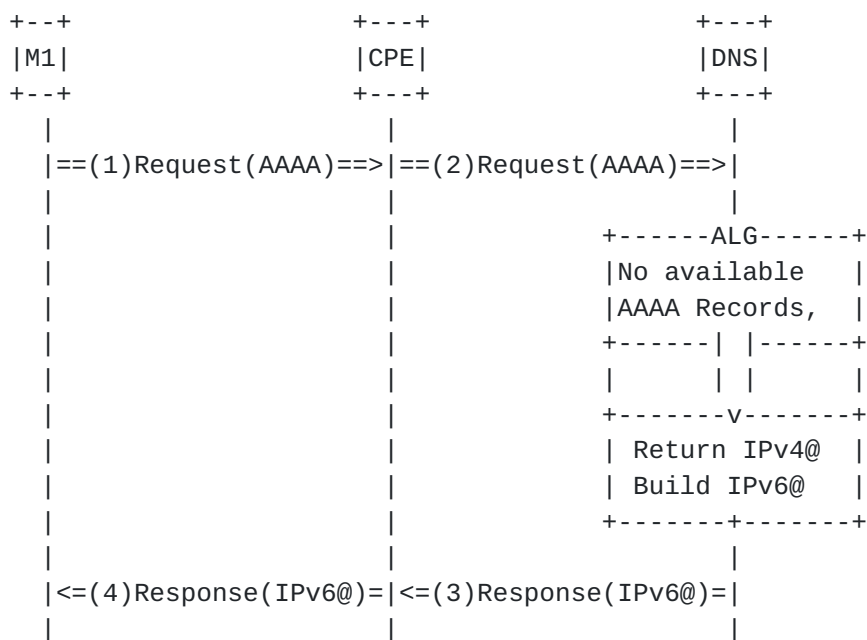 +--+                 +---+                +---+
|M1|                 |CPE|                |DNS|
+--+                 +---+                +---+
  |                    |                    |
  |==(1)Request(AAAA)==>|==(2)Request(AAAA)==>|
  |                    |                    |
  |                    |            +------ALG------+
  |                    |            |No available   |
  |                    |            |AAAA Records,  |
  |                    |            +------| |------+
  |                    |            |      | |      |
  |                    |            +-------v-------+
  |                    |            | Return IPv4@  |
  |                    |            | Build IPv6@   |
  |                    |            +-------+-------+
  |                    |                    |
  |<=(4)Response(IPv6@)=|<=(3)Response(IPv6@)=|
  |                    |                    |